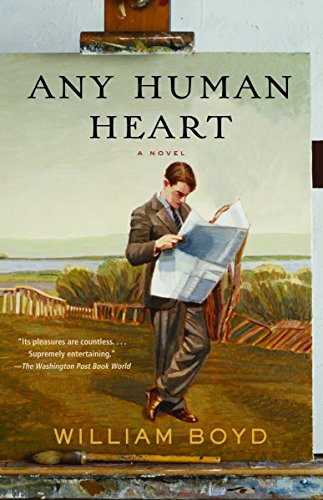 ANY HUMAN
HEART
A NOVEL
"Its pleasures are countless. . . .
Supremely entertaining."
—The Washington Post Book World
WILLIAM BOYD